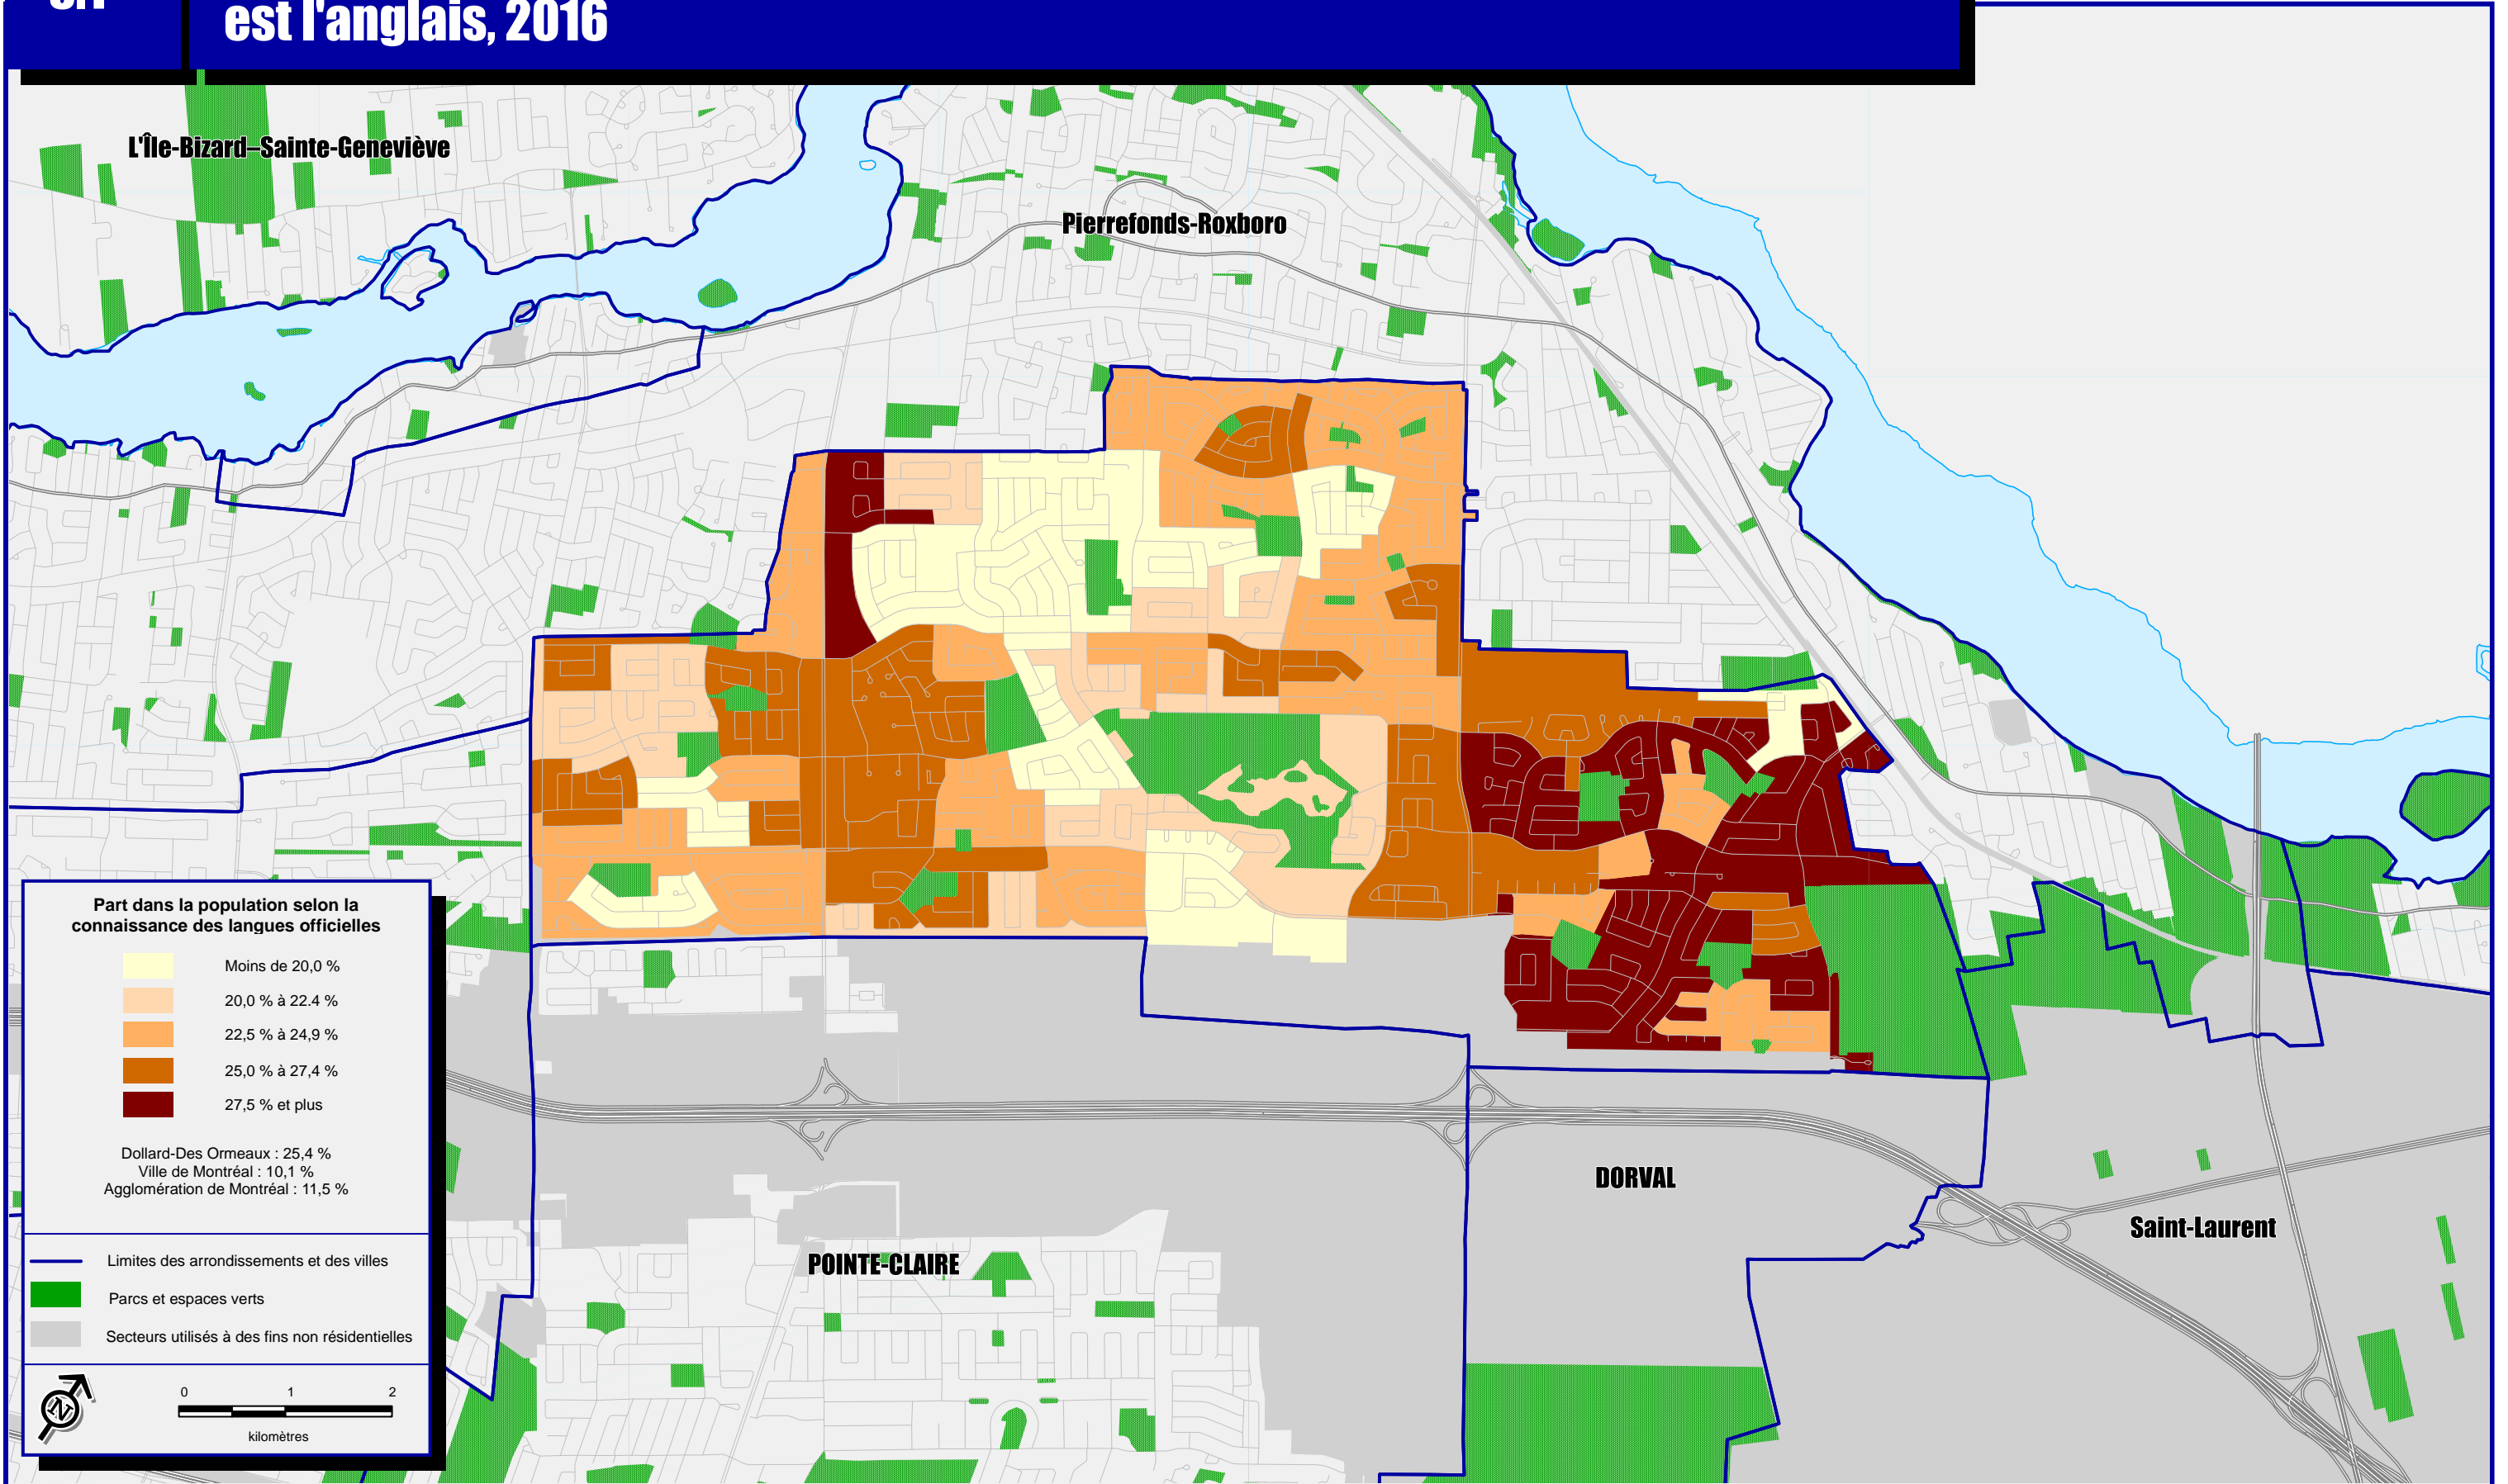 est l'anglais, 2016
L'Île-Bizard–Sainte-Geneviève
Pierrefonds-Roxboro
Part dans la population selon la
connaissance des langues officielles
Moins de 20,0 %
20,0 % à 22.4 %
22,5 % à 24,9 %
25,0 % à 27,4 %
27,5 % et plus
Dollard-Des Ormeaux : 25,4 %
Ville de Montréal : 10,1 %
Agglomération de Montréal : 11,5 %
Limites des arrondissements et des villes
Parcs et espaces verts
Secteurs utilisés à des fins non résidentielles
N
0 1 2
kilomètres
POINTE-CLAIRE
DORVAL
Saint-Laurent